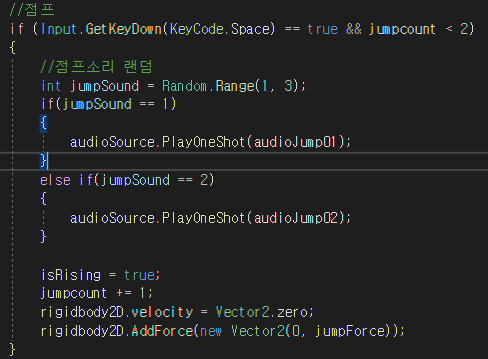 //점프
if (Input.GetKeyDown(KeyCode.Space) == true && jumpcount < 2)
{
//점프소리 랜덤
int jumpSound = Random.Range(1, 3);
if(jumpSound == 1)
{
audioSource.PlayOneShot(audioJump01);
}
else if(jumpSound == 2)
{
audioSource.PlayOneShot(audioJump02);
}
isRising = true;
jumpcount += 1;
rigidbody2D.velocity = Vector2.zero;
rigidbody2D.AddForce(new Vector2(0, jumpForce));
}